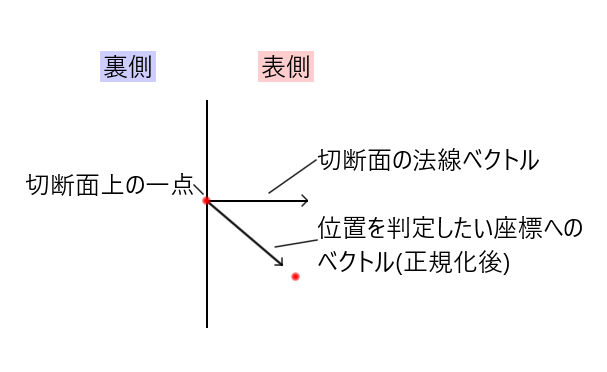 裏側
表側
切断面の法線ベクトル
切断面上の一点
位置を判定したい座標への
ベクトル(正規化後)